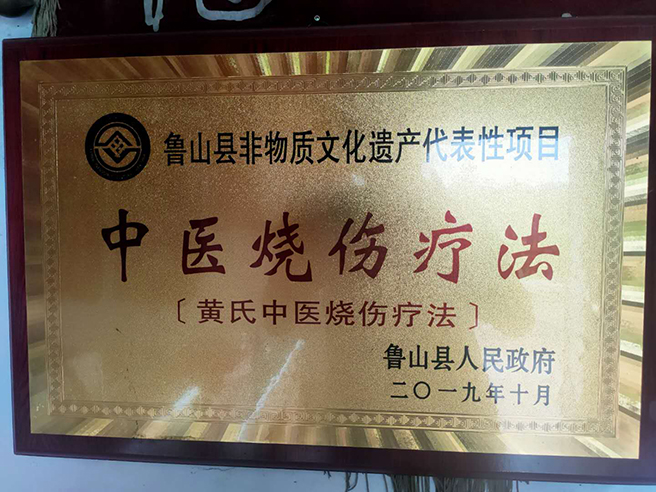 鲁山县非物质文化遗产代表性项目
中医烧伤疗法
〔黄氏中医烧伤疗法〕
鲁山县人民政府
二〇一九年十月